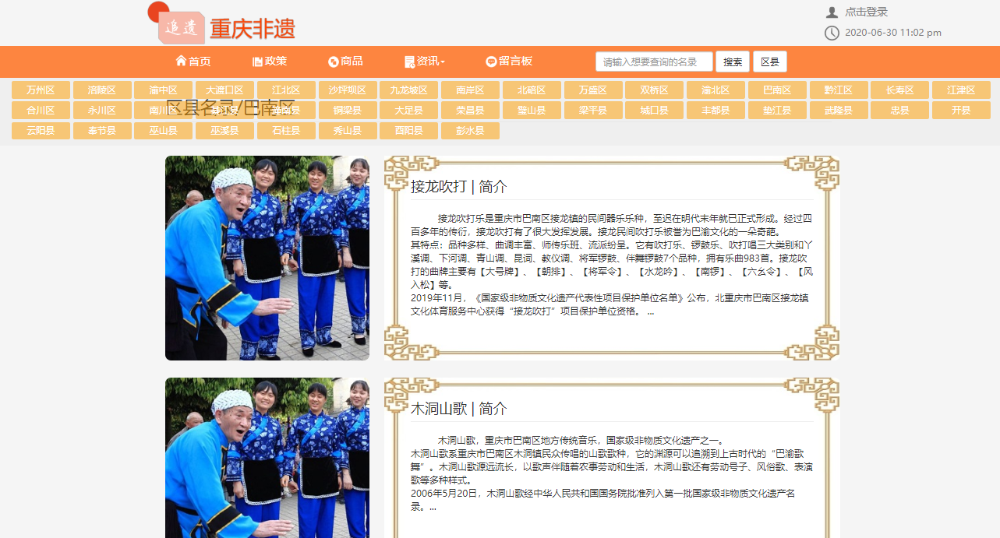 追遗 重庆非遗
点击登录
2020-06-30 11:02 pm
首页 政策 商品 资讯 留言板 请输入想要查询的名录 搜索 区县
万州区 涪陵区 渝中区 大渡口区 江北区 沙坪坝区 九龙坡区 南岸区 北碚区 万盛区 双桥区 渝北区 巴南区 黔江区 长寿区 江津区
合川区 永川区 南川区 綦江县 潼南县 铜梁县 大足县 荣昌县 璧山县 梁平县 城口县 丰都县 垫江县 武隆县 忠县 开县
区县名录/巴南区
云阳县 奉节县 巫山县 巫溪县 石柱县 秀山县 酉阳县 彭水县
接龙吹打 | 简介
接龙吹打乐是重庆市巴南区接龙镇的民间器乐乐种，至迟在明代末年就已正式形成。经过四
百多年的传衍，接龙吹打有了很大发挥发展。接龙民间吹打乐被誉为巴渝文化的一朵奇葩。
其特点：品种多样、曲调丰富、师传乐班、流派纷呈。它有吹打乐、锣鼓乐、吹打唱三大类别和丫
溪调、下河调、青山调、昆词、教仪调、将军锣鼓、伴舞锣鼓7个品种，拥有乐曲983首。接龙吹
打的曲牌主要有【大号牌】、【朝排】、【将军令】、【水龙吟】、【南锣】、【六幺令】、【风
入松】等。
2019年11月，《国家级非物质文化遗产代表性项目保护单位名单》公布，北重庆市巴南区接龙镇
文化体育服务中心获得“接龙吹打”项目保护单位资格。 ...
木洞山歌 | 简介
木洞山歌，重庆市巴南区地方传统音乐，国家级非物质文化遗产之一。
木洞山歌系重庆市巴南区木洞镇民众传唱的山歌歌种，它的渊源可以追溯到上古时代的“巴渝歌
舞”。木洞山歌源远流长，以歌声伴随着农事劳动和生活，木洞山歌还有劳动号子、风俗歌、表演
歌等多种样式。
2006年5月20日，木洞山歌经中华人民共和国国务院批准列入第一批国家级非物质文化遗产名
录。...